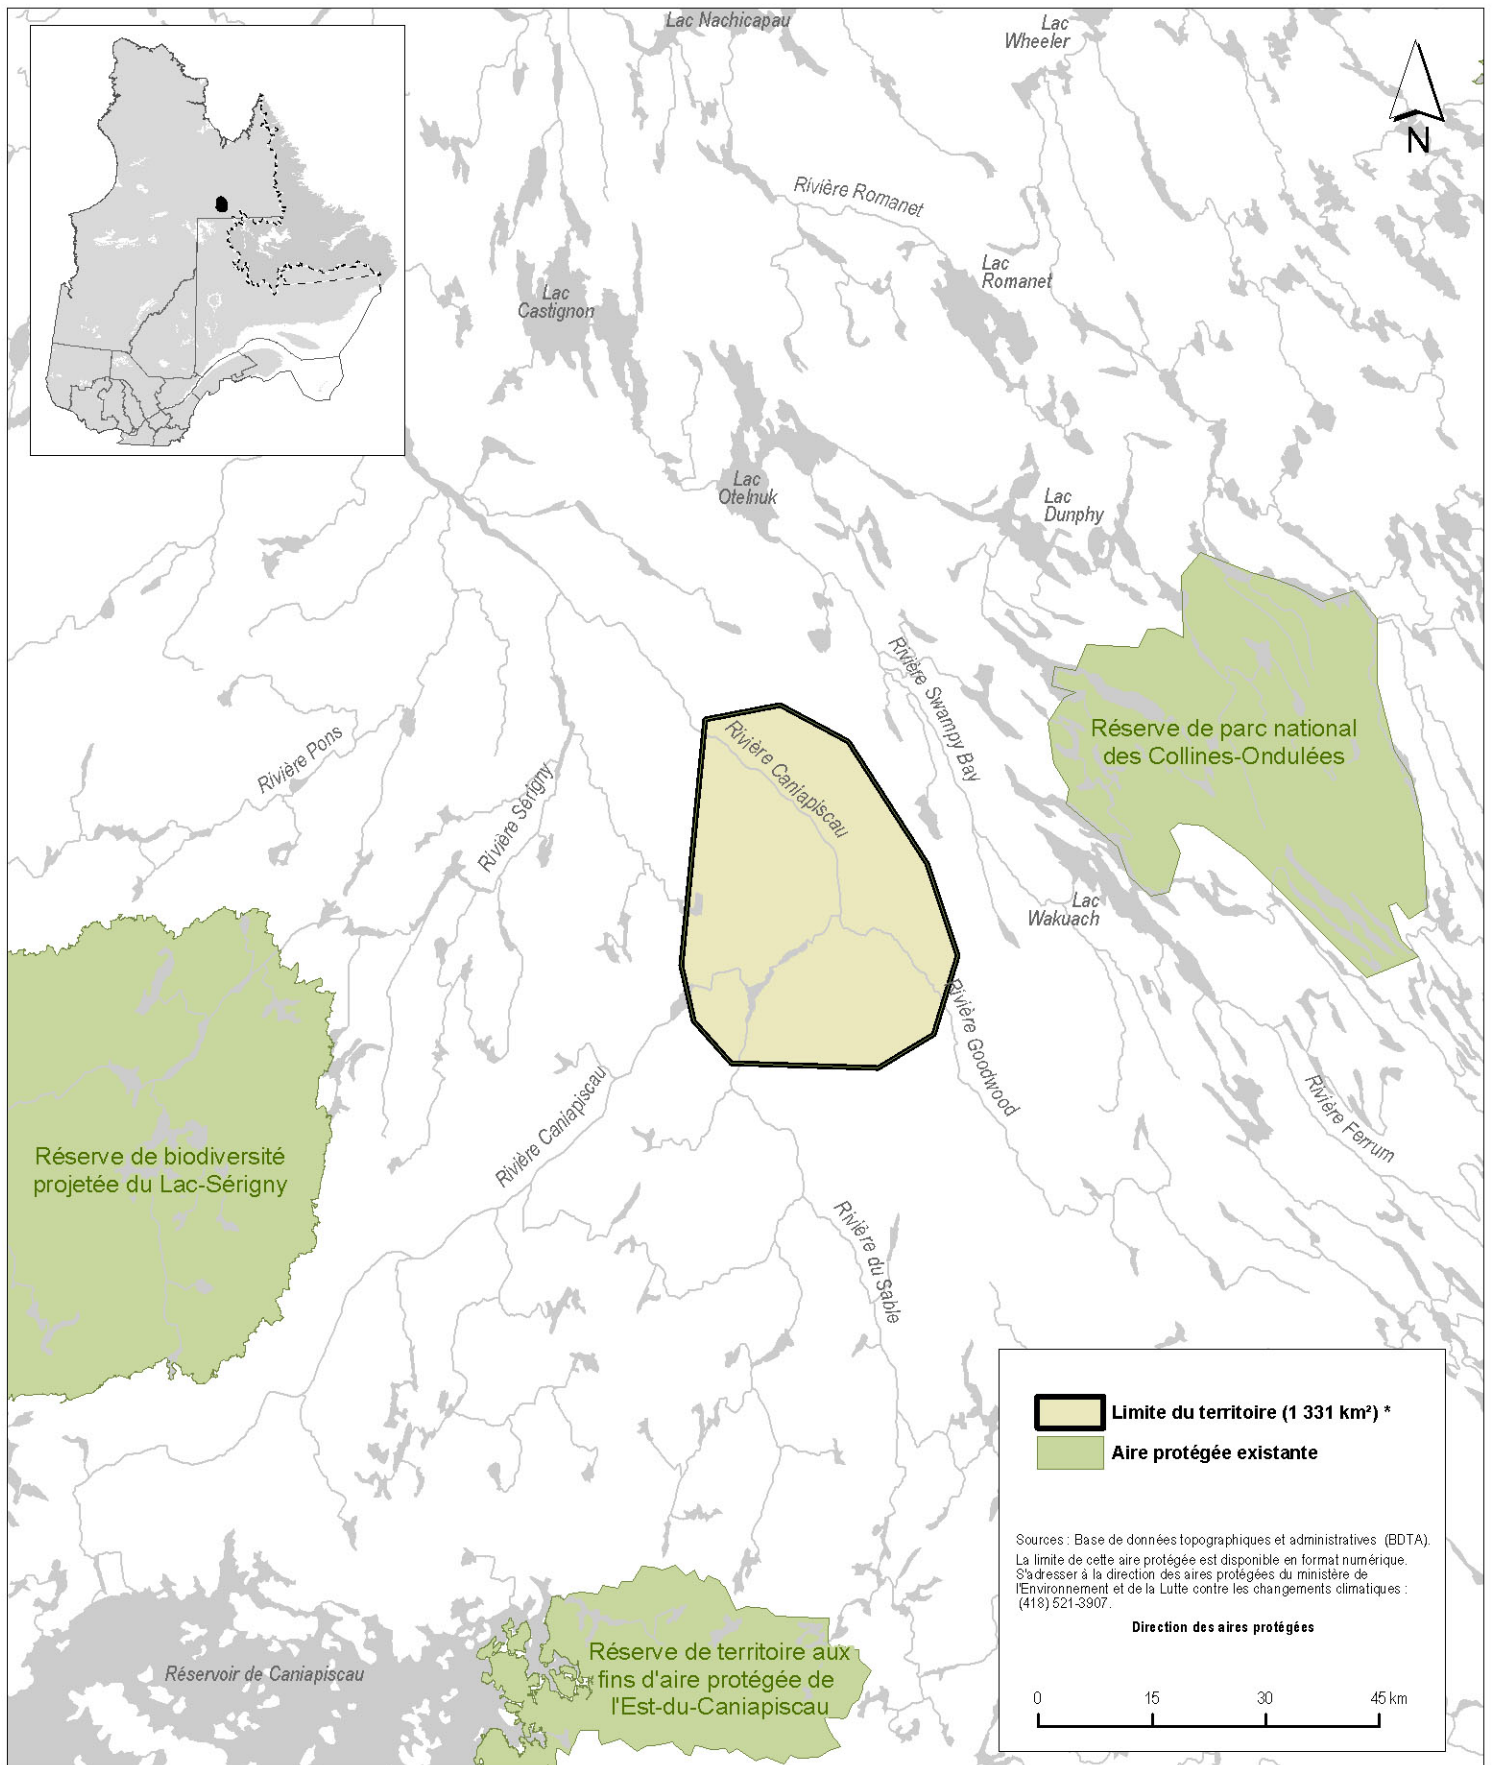 Lac Nachicapau
Lac
Wheeler
N
Rivière Romanet
Lac
Romanet
Lac
Castignon
Lac
Otelnuk
Lac
Dunphy
Rivière Swampy Bay
Réserve de parc national
des Collines-Ondulées
Rivière Pons
Rivière Sérigny
Rivière Caniapiscau
Lac
Wakuach
Rivière Goodwood
Rivière Caniapiscau
Rivière Ferrum
Réserve de biodiversité
projetée du Lac-Sérigny
Rivière du Sable
Limite du territoire (1 331 km²) *
Aire protégée existante
Sources : Base de données topographiques et administratives (BDTA).
La limite de cette aire protégée est disponible en format numérique.
S'adresser à la direction des aires protégées du ministère de
l'Environnement et de la Lutte contre les changements climatiques :
(418) 521-3907.
Direction des aires protégées
0 15 30 45 km
Réservoir de Caniapiscau
Réserve de territoire aux
fins d'aire protégée de
l'Est-du-Caniapiscau